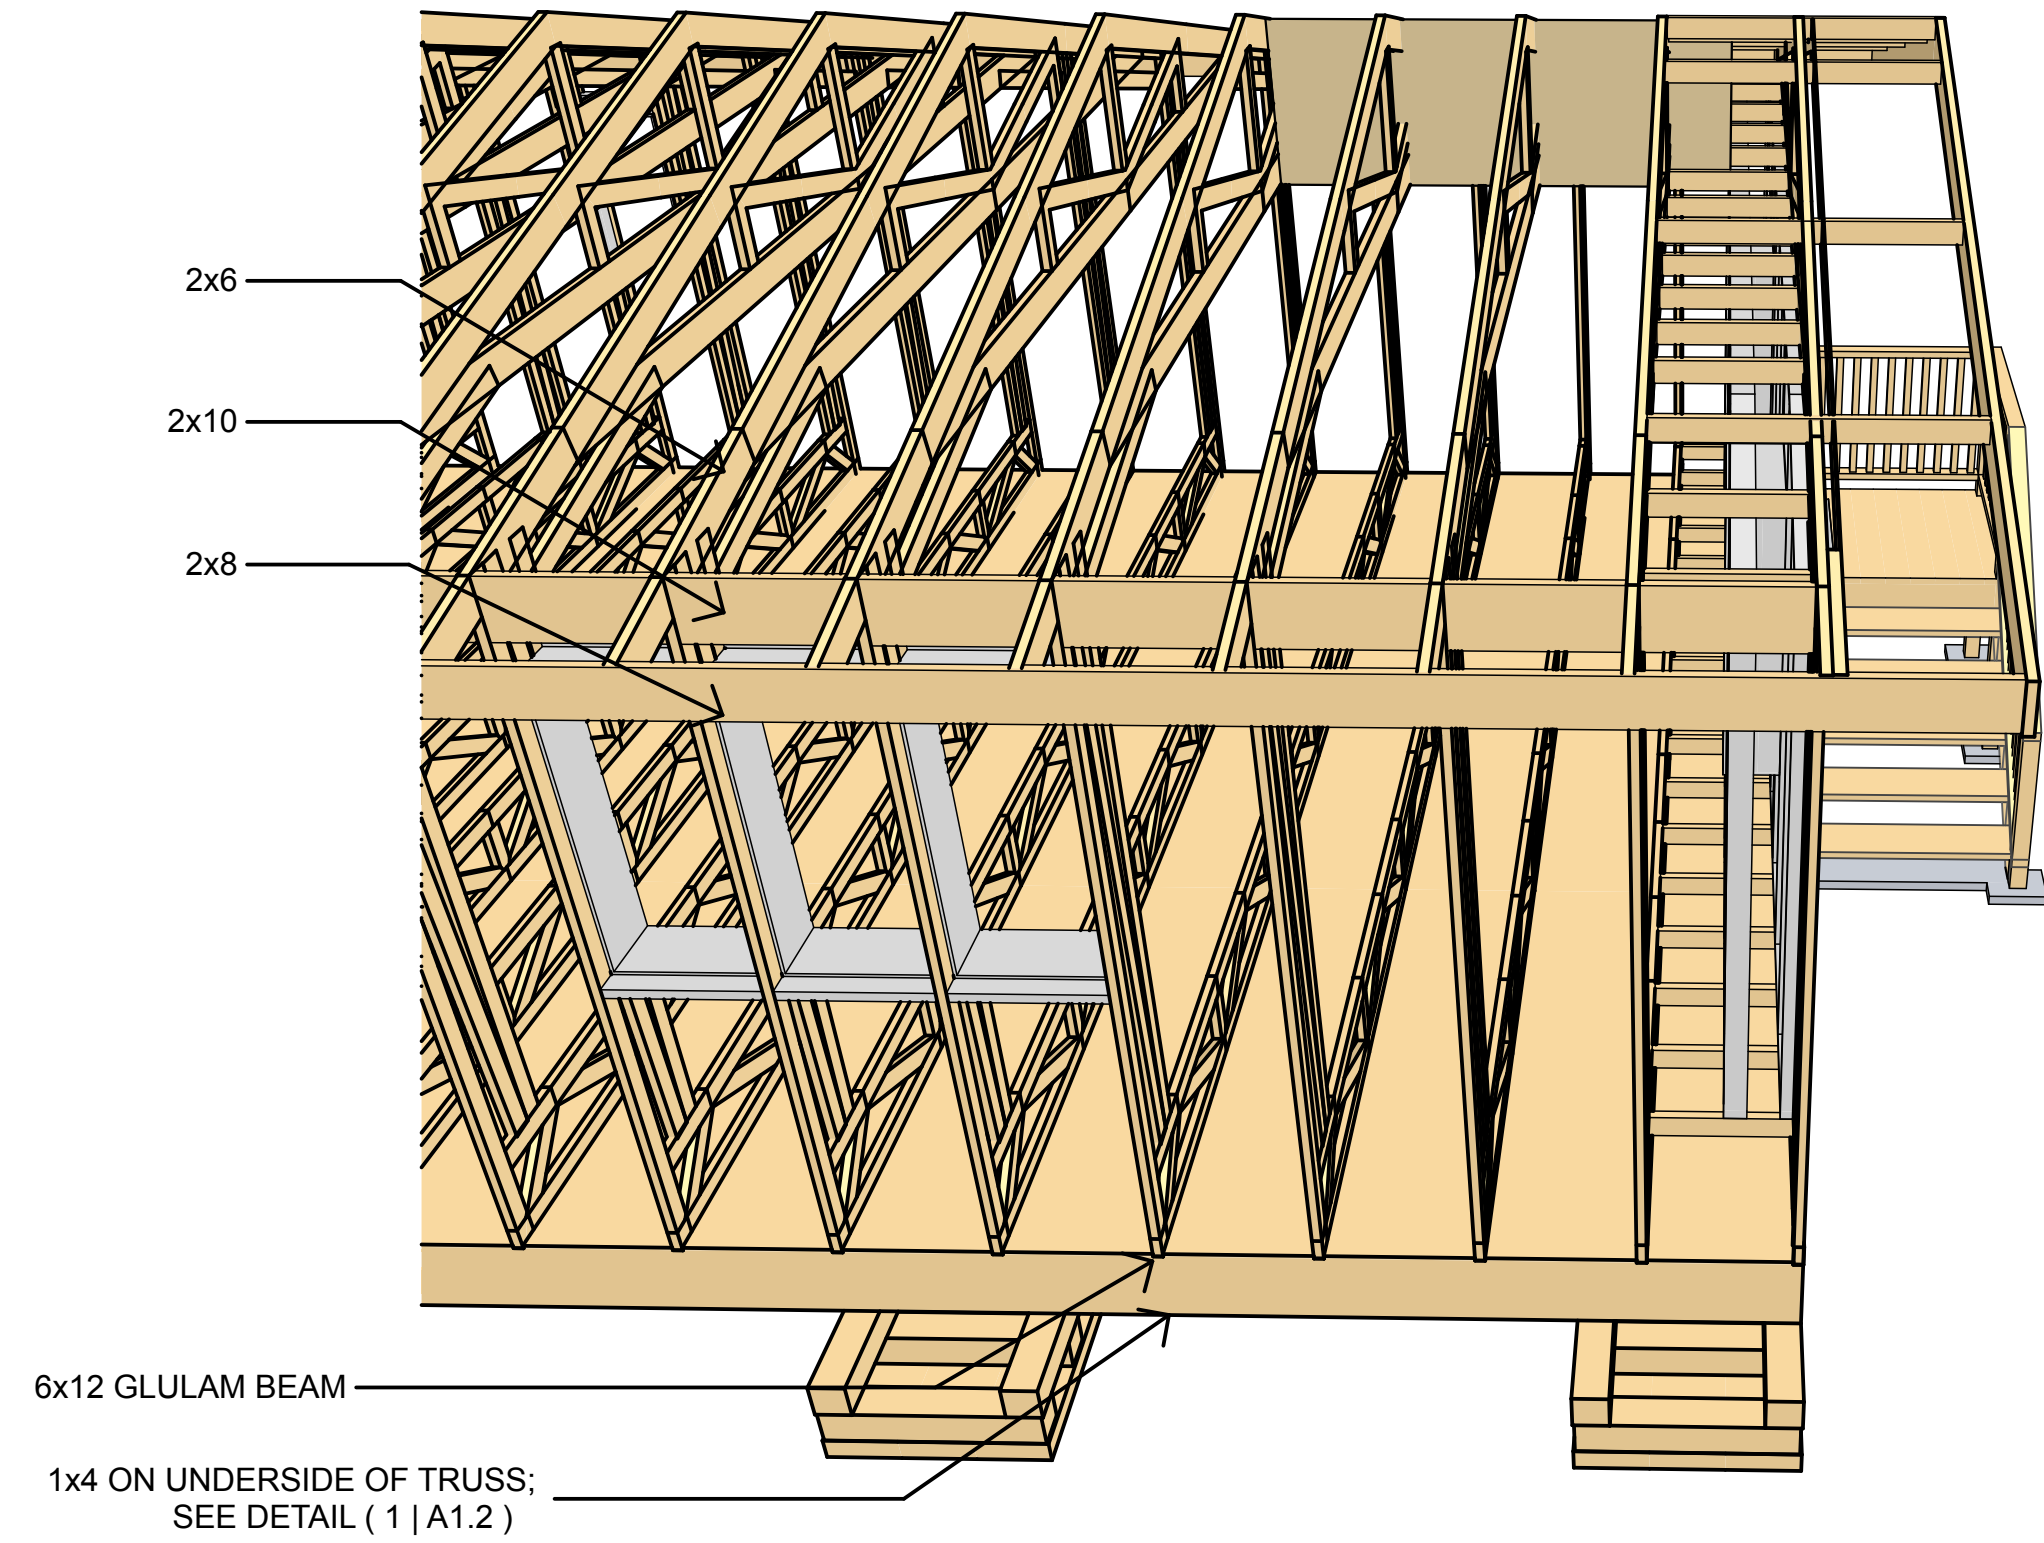 2x6
2x10
2x8
6x12 GLULAM BEAM
1x4 ON UNDERSIDE OF TRUSS;
SEE DETAIL ( 1 | A1.2 )